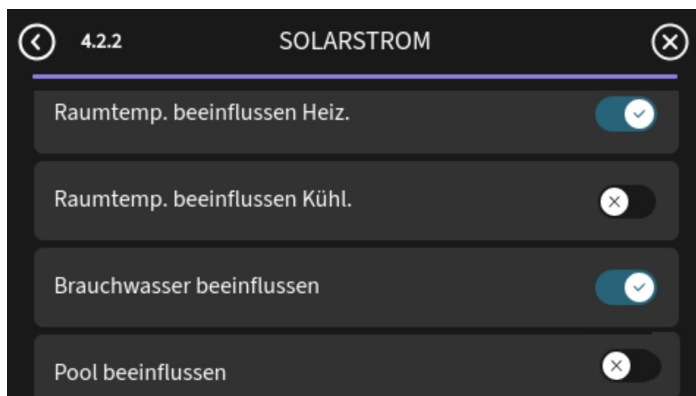 4.2.2 SOLARSTROM
Raumtemp. beeinflussen Heiz.
Raumtemp. beeinflussen Kühl.
Brauchwasser beeinflussen
Pool beeinflussen